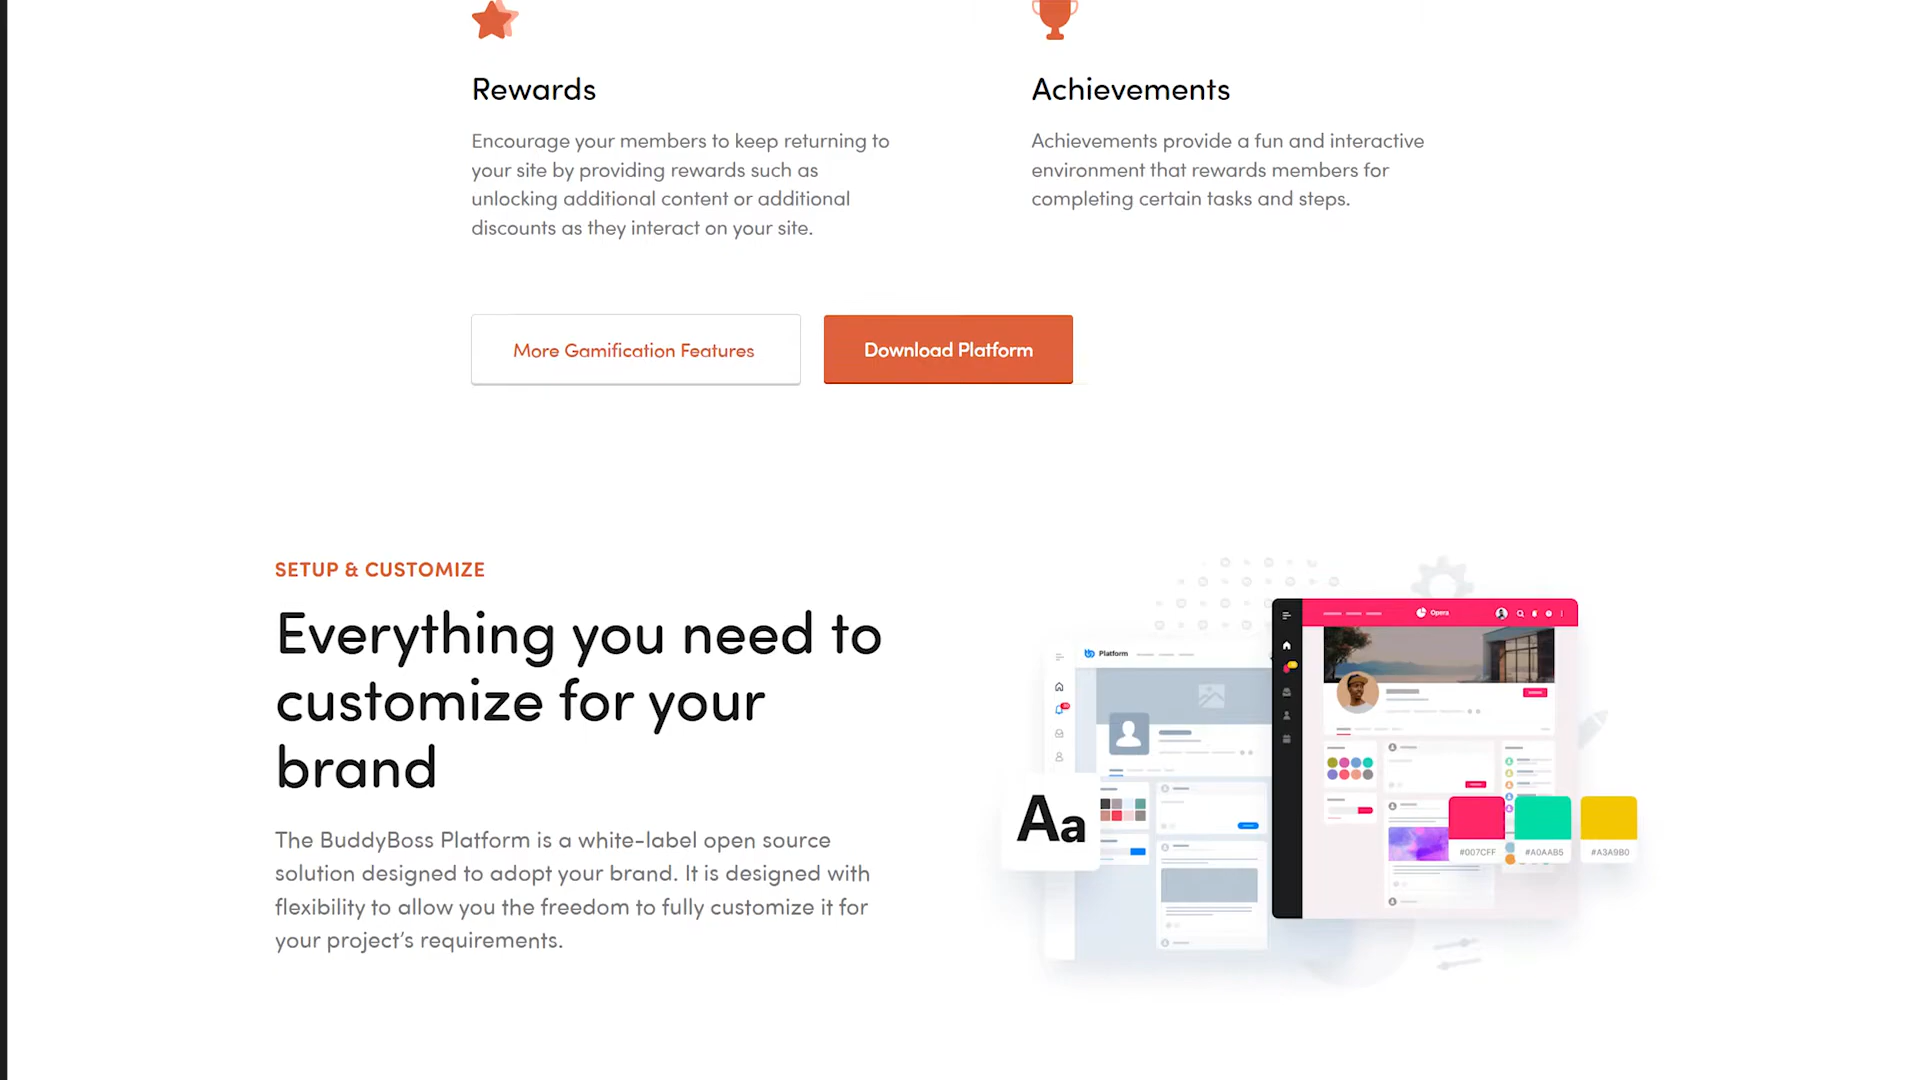 Rewards
Encourage your members to keep returning to
your site by providing rewards such as
unlocking additional content or additional
discounts as they interact on your site.
Achievements
Achievements provide a fun and interactive
environment that rewards members for
completing certain tasks and steps.
More Gamification Features
Download Platform
SETUP & CUSTOMIZE
Everything you need to
customize for your
brand
The BuddyBoss Platform is a white-label open source
solution designed to adopt your brand. It is designed with
flexibility to allow you the freedom to fully customize it for
your project's requirements.
Platform
Opera
Aa
#007CFF
#A0AAB5
#A3A9B0